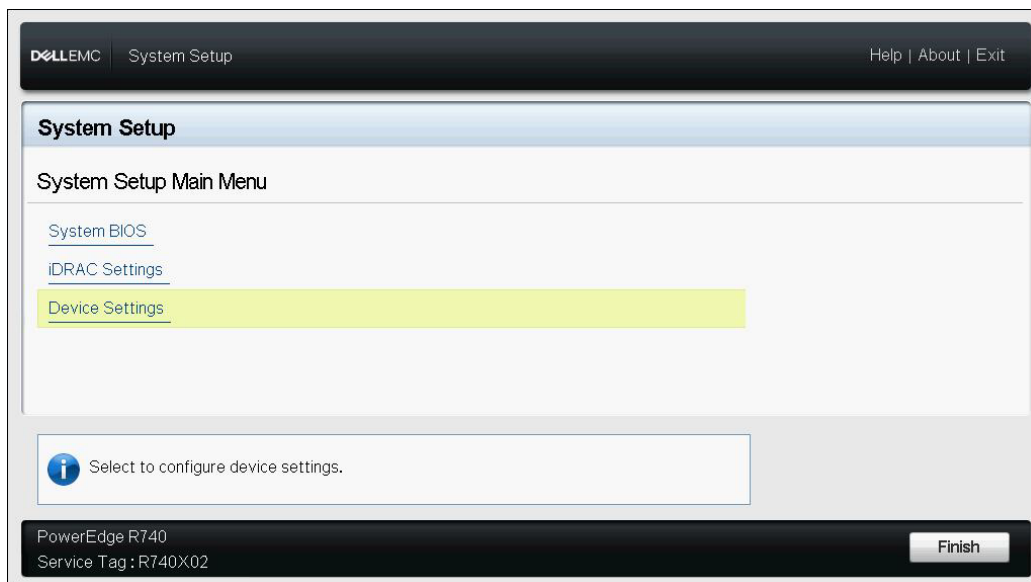 DELLEMC System Setup Help | About | Exit
System Setup
System Setup Main Menu
System BIOS
iDRAC Settings
Device Settings
Select to configure device settings.
PowerEdge R740
Service Tag : R740X02
Finish